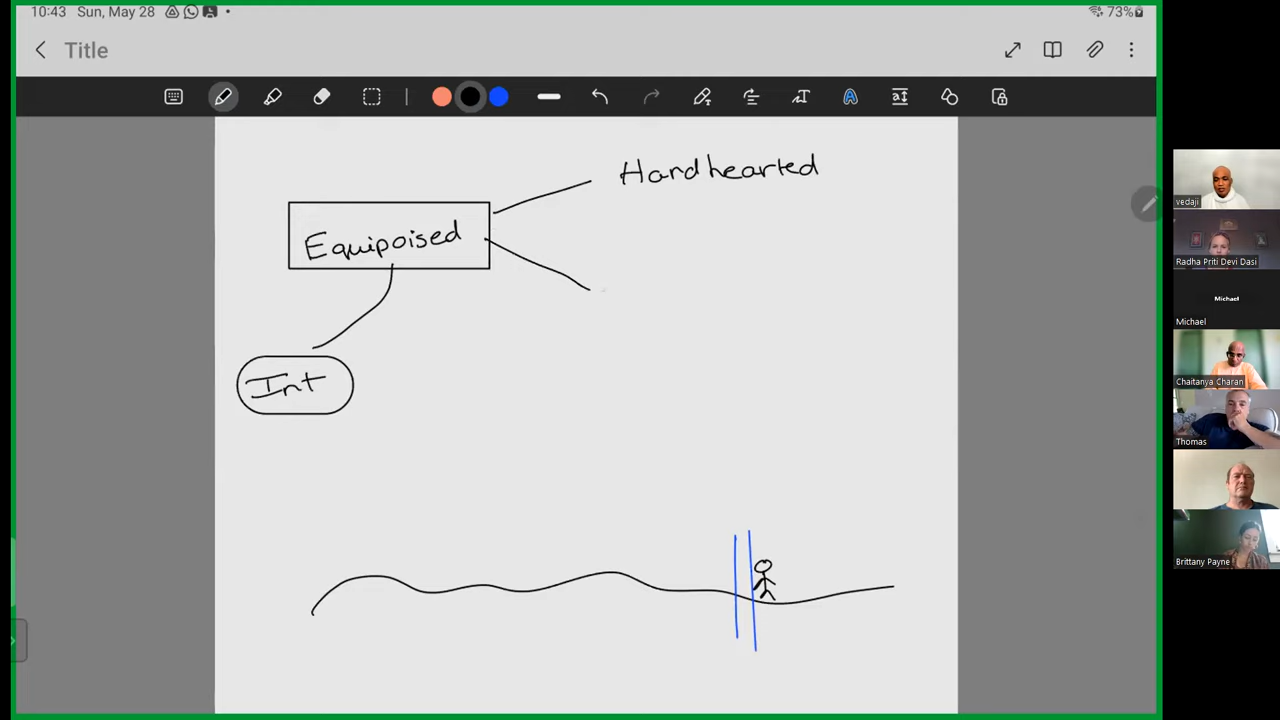 10:43 Sun, May 28
73%
Title
Hardhearted
Equipoised
Int
vedaji
Radha Priti Devi Dasi
Michael
Michael
Chaitanya Charan
Thomas
Brittany Payne